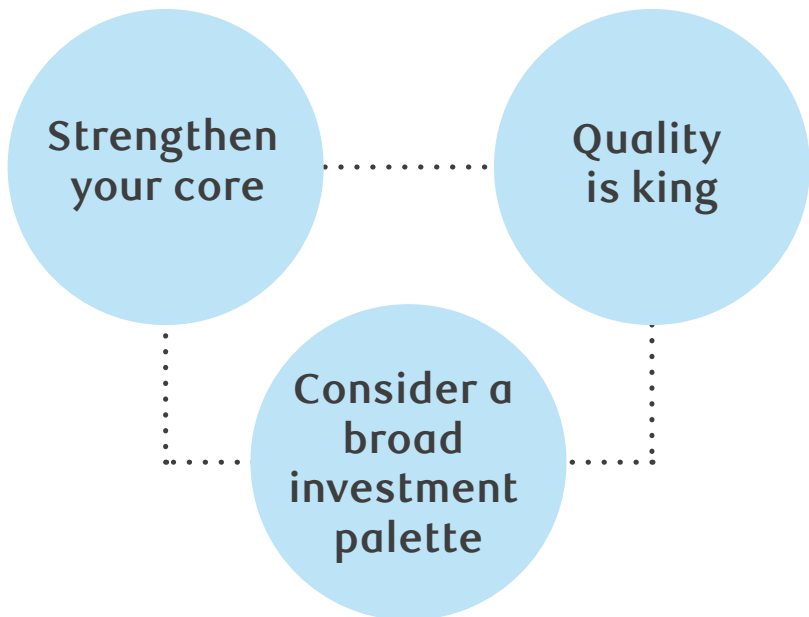 Strengthen
your core
Quality
is king
Consider a
broad
investment
palette